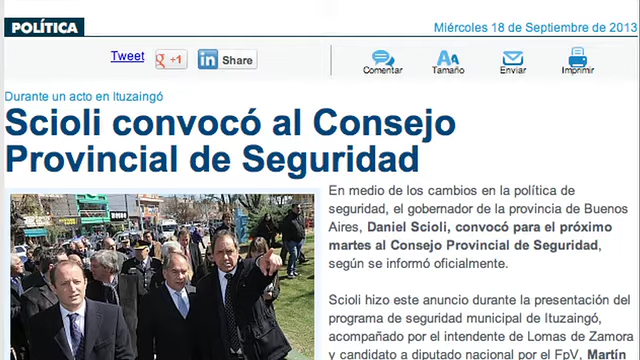 POLÍTICA
Miércoles 18 de Septiembre de 2013
Tweet
g +1
in Share
Comentar
AA
Tamaño
Enviar
Imprimir
Durante un acto en Ituzaingó
Scioli convocó al Consejo
Provincial de Seguridad
En medio de los cambios en la política de
seguridad, el gobernador de la provincia de Buenos
Aires, Daniel Scioli, convocó para el próximo
martes al Consejo Provincial de Seguridad,
según se informó oficialmente.
Scioli hizo este anuncio durante la presentación del
programa de seguridad municipal de Ituzaingó,
acompañado por el intendente de Lomas de Zamora
y candidato a diputado nacional por el FpV, Martín